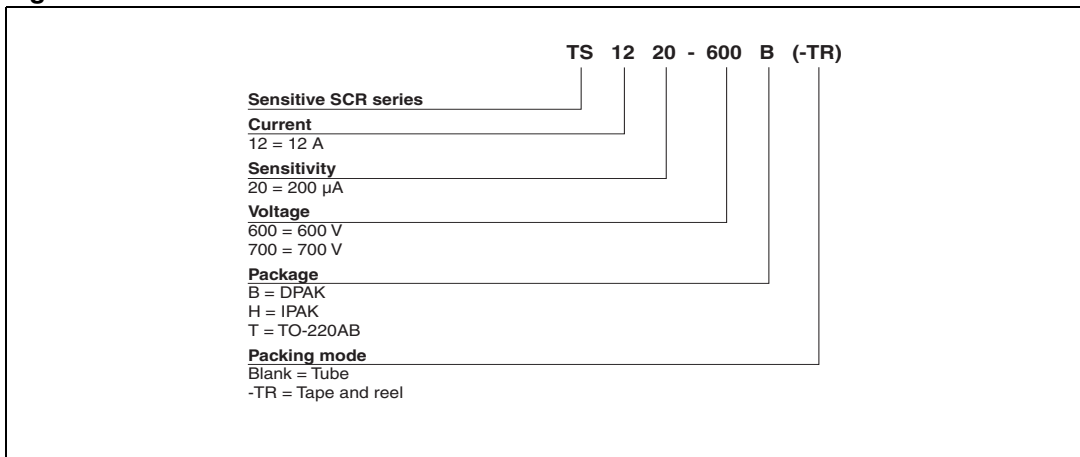 TS 12 20 - 600 B (-TR)
Sensitive SCR series
Current
12 = 12 A
Sensitivity
20 = 200 µA
Voltage
600 = 600 V
700 = 700 V
Package
B = DPAK
H = IPAK
T = TO-220AB
Packing mode
Blank = Tube
-TR = Tape and reel